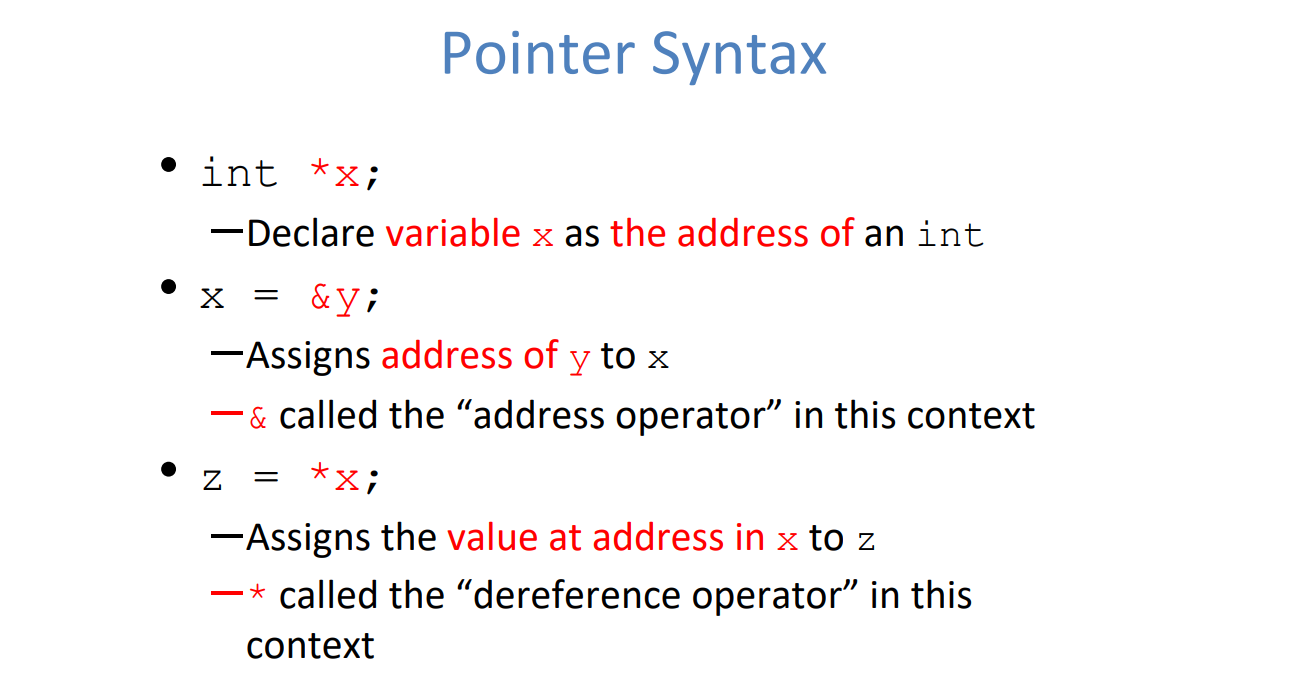 Pointer Syntax
• int *x;
—Declare variable x as the address of an int
• x = &y;
—Assigns address of y to x
—& called the “address operator” in this context
• z = *x;
—Assigns the value at address in x to z
—* called the “dereference operator” in this
context